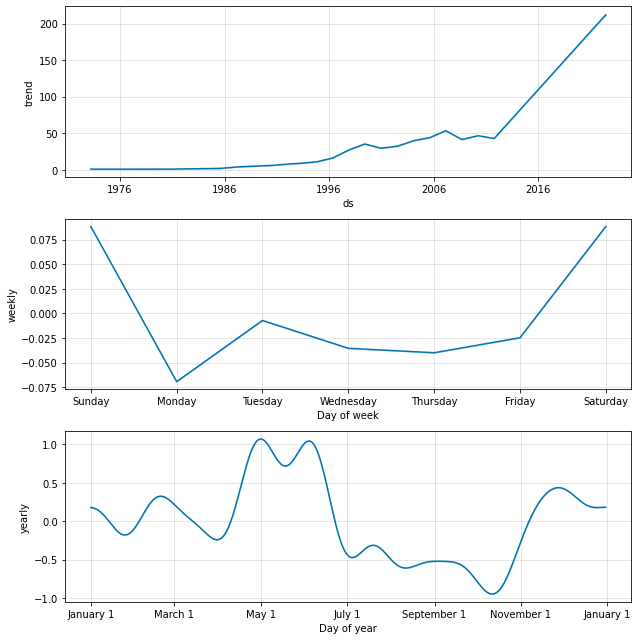 200
150
100
50
0
trend
1976 1986 1996 2006 2016
ds
0.075
0.050
0.025
0.000
−0.025
−0.050
−0.075
weekly
Sunday Monday Tuesday Wednesday Thursday Friday Saturday
Day of week
1.0
0.5
0.0
−0.5
−1.0
yearly
January 1 March 1 May 1 July 1 September 1 November 1 January 1
Day of year